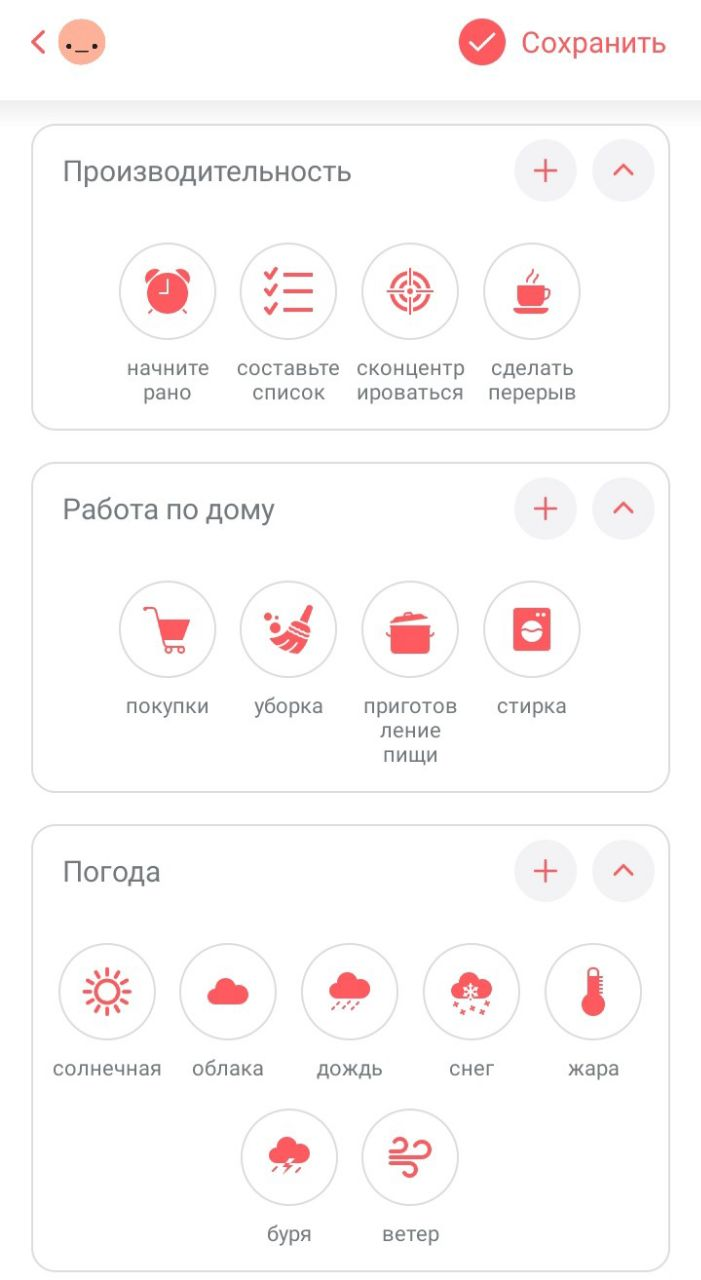 Сохранить
Производительность
начните
рано
составьте
список
сконцентр
ироваться
сделать
перерыв
Работа по дому
покупки
уборка
приготов
ление
пищи
стирка
Погода
солнечная
облака
дождь
снег
жара
буря
ветер